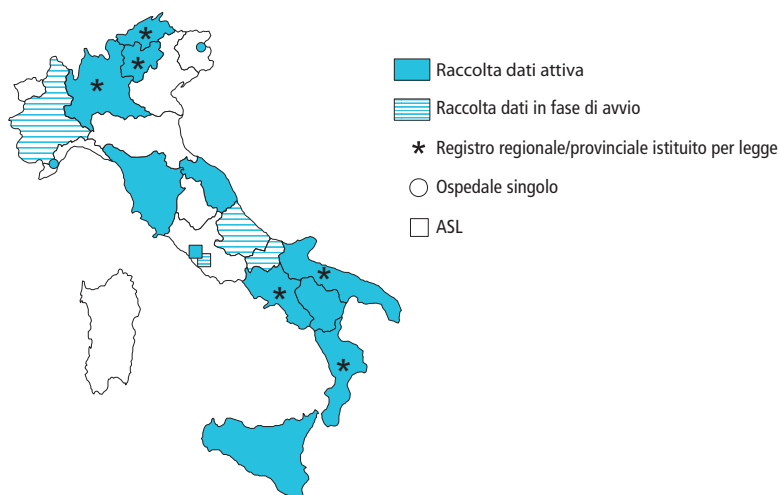 Raccolta dati attiva
Raccolta dati in fase di avvio
* Registro regionale/provinciale istituito per legge
Ospedale singolo
ASL